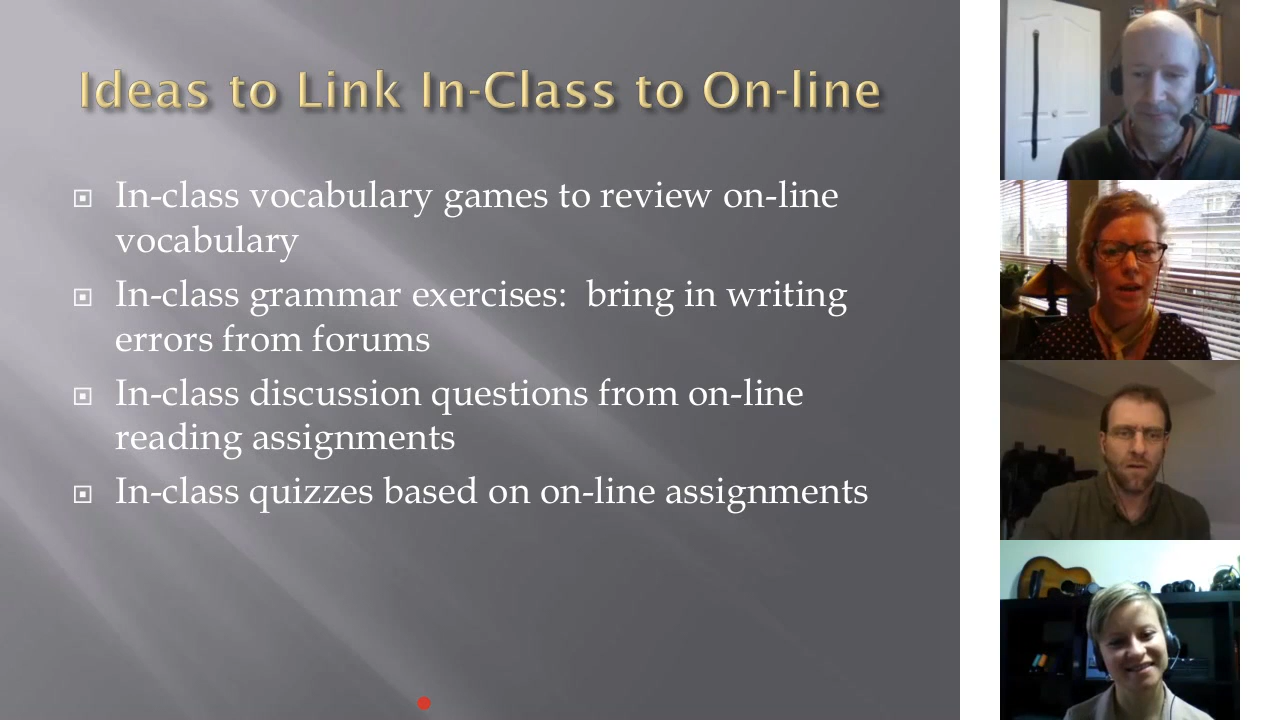 Ideas to Link In-Class to On-line
In-class vocabulary games to review on-line
vocabulary
In-class grammar exercises:  bring in writing
errors from forums
In-class discussion questions from on-line
reading assignments
In-class quizzes based on on-line assignments